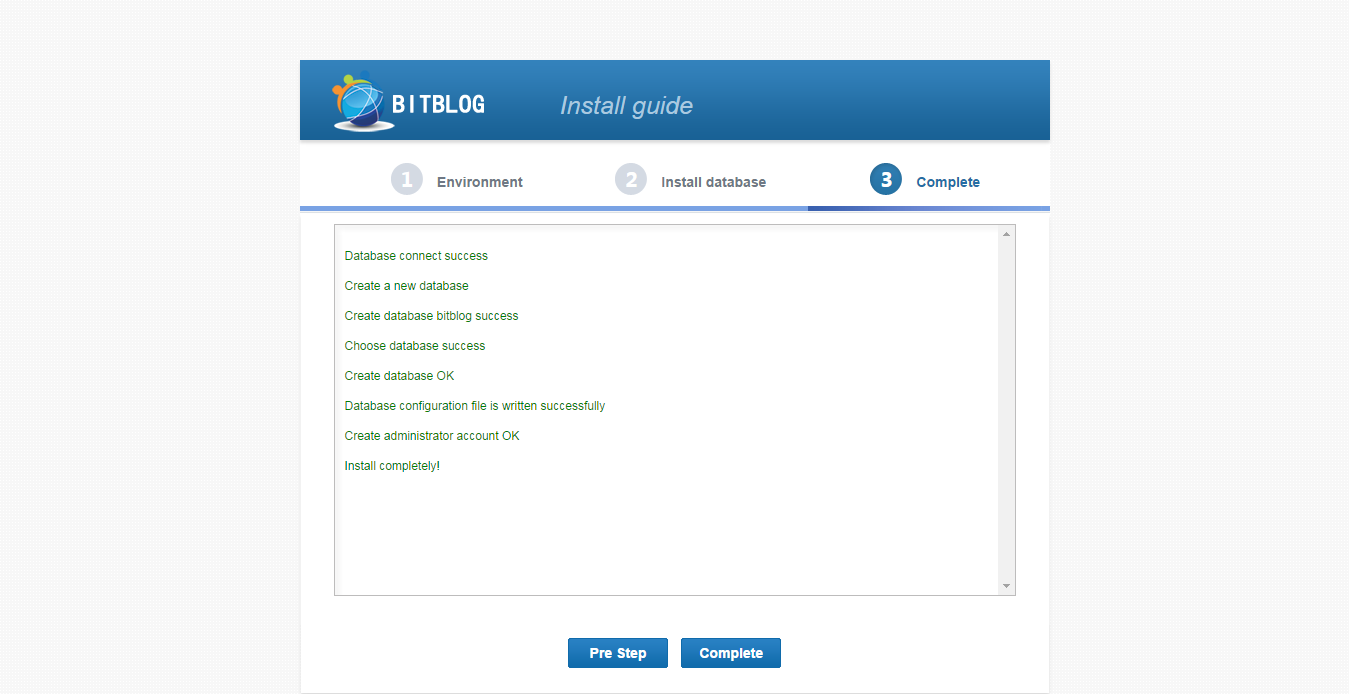 BITBLOG
Install guide
1 Environment 2 Install database 3 Complete
Database connect success
Create a new database
Create database bitblog success
Choose database success
Create database OK
Database configuration file is written successfully
Create administrator account OK
Install completely!
Pre Step Complete